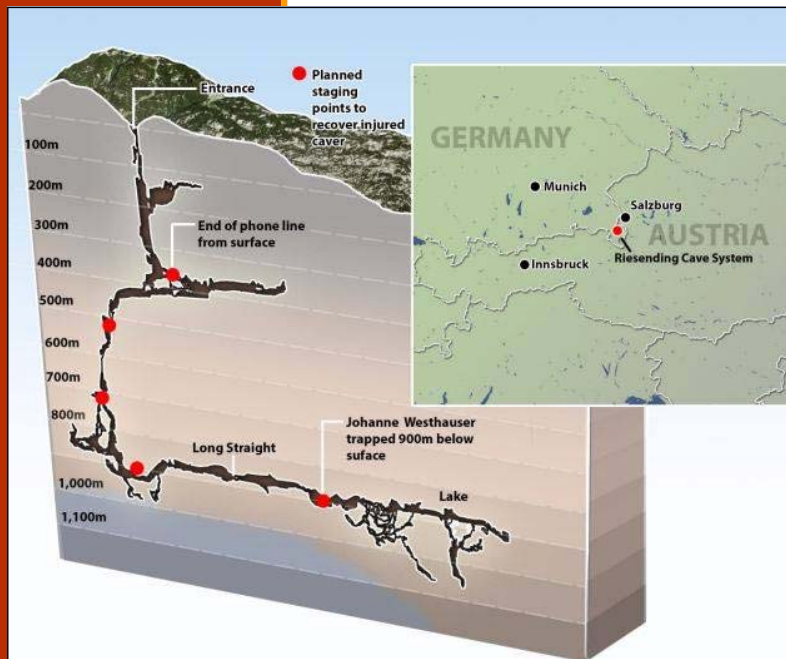 Planned
staging
points to
recover injured
caver
Entrance
100m
200m
300m
400m
500m
600m
700m
800m
1,000m
1,100m
End of phone line
from surface
Long Straight
Johanne Westhauser
trapped 900m below
suface
Lake
GERMANY
Munich
Salzburg
AUSTRIA
Riesending Cave System
Innsbruck